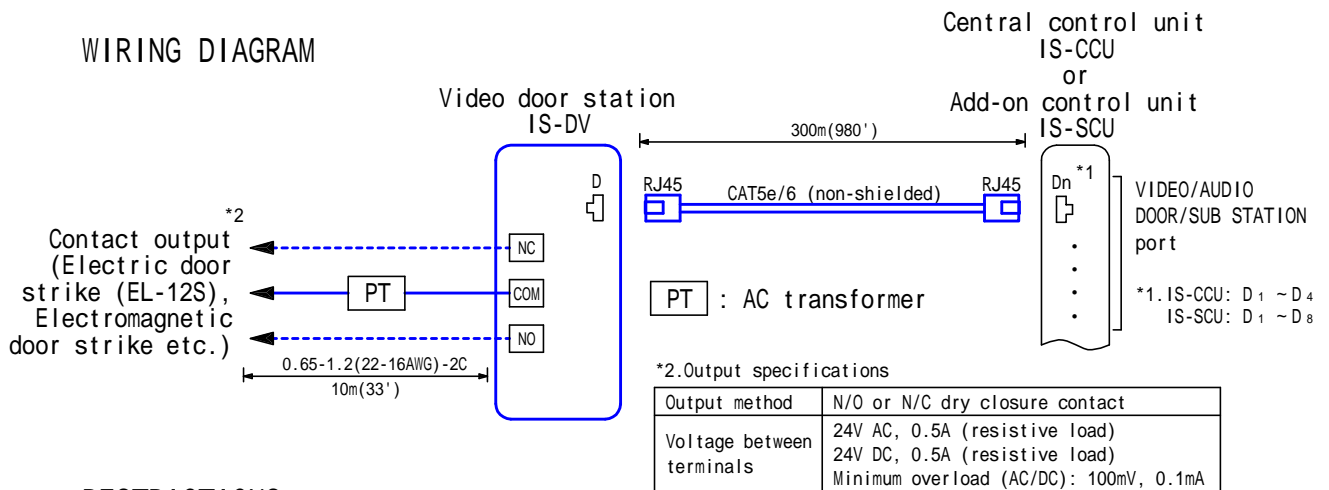 WIRING DIAGRAM
Central control unit
IS-CCU
or
Add-on control unit
IS-SCU
Video door station
IS-DV
300m(980')
D
RJ45
CAT5e/6 (non-shielded)
RJ45
Dn *1
VIDEO/AUDIO
DOOR/SUB STATION
port
*1.IS-CCU: D1 ~D4
IS-SCU: D1 ~D8
*2
Contact output
(Electric door
strike (EL-12S),
Electromagnetic
door strike etc.)
NC
PT
COM
NO
PT : AC transformer
0.65-1.2(22-16AWG)-2C
10m(33')
*2.Output specifications
Output method N/O or N/C dry closure contact
Voltage between
terminals
24V AC, 0.5A (resistive load)
24V DC, 0.5A (resistive load)
Minimum overload (AC/DC): 100mV, 0.1mA